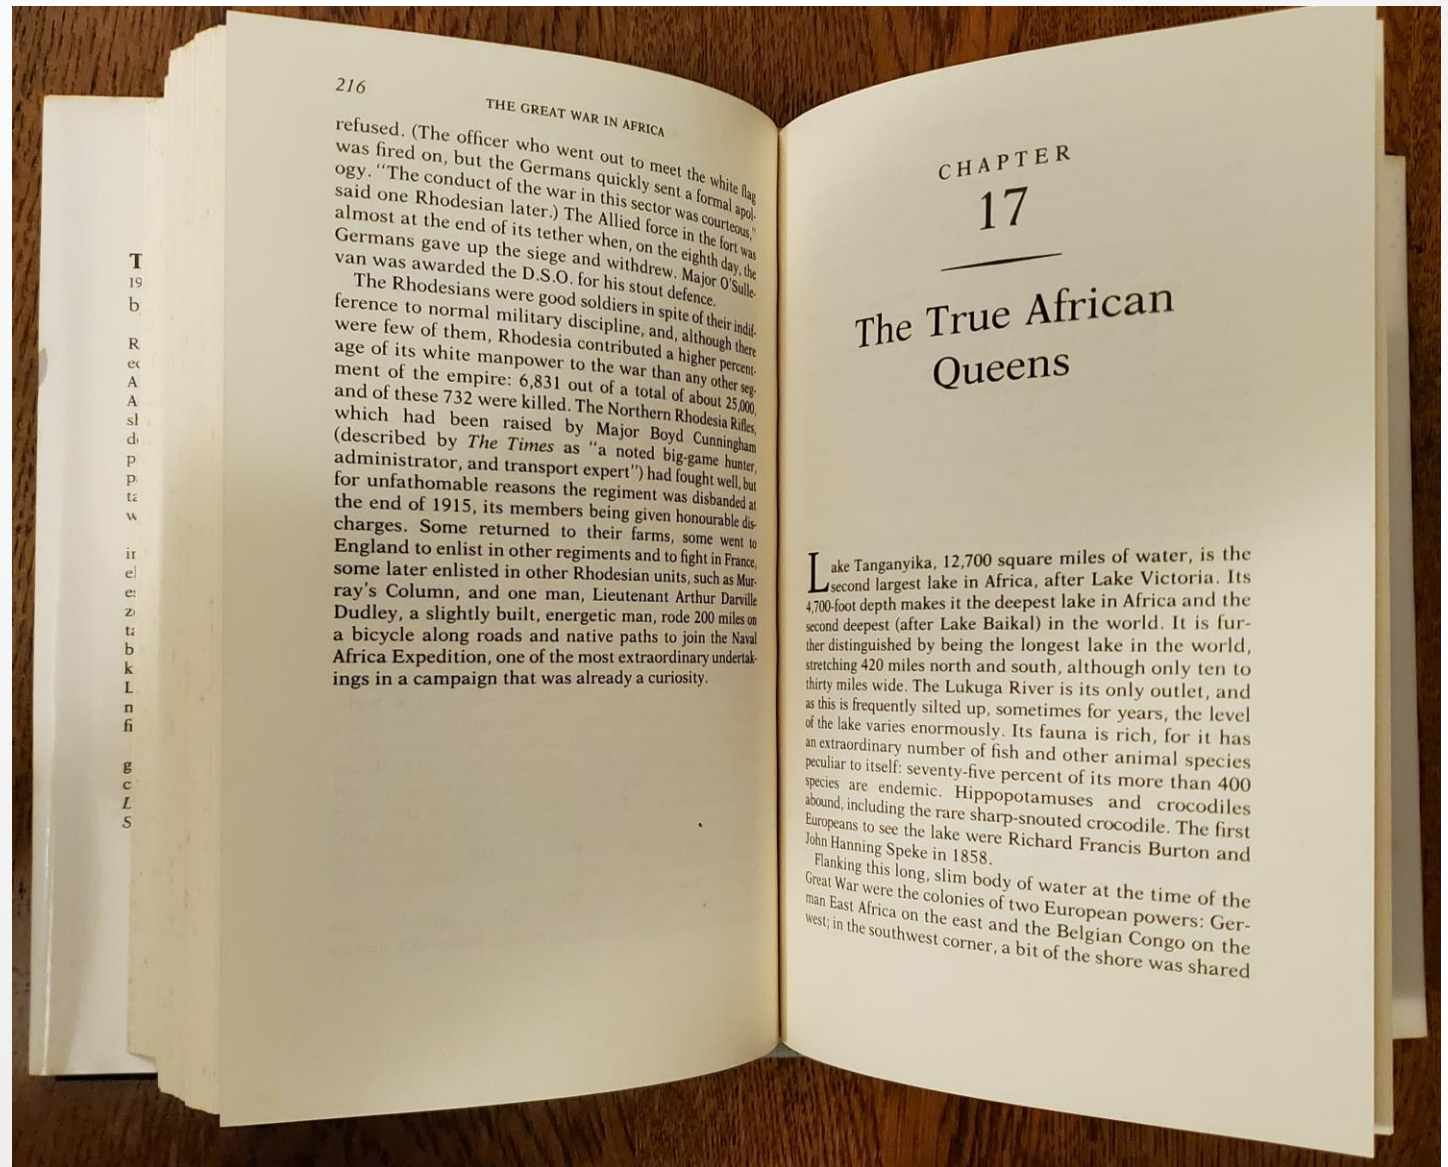 T
19
b
R
A
A
sl
p
p
w
in
el
k
L
n
fi
g
c
L
S
216
THE GREAT WAR IN AFRICA
refused. (The officer who went out to meet the white flag
was fired on, but the Germans quickly sent a formal apol-
ogy. "The conduct of the war in this sector was courteous,"
said one Rhodesian later.) The Allied force in the fort was
almost at the end of its tether when, on the eighth day, the
Germans gave up the siege and withdrew. Major O'Sulle-
van was awarded the D.S.O. for his stout defence.
The Rhodesians were good soldiers in spite of their indif-
ference to normal military discipline, and, although there
were few of them, Rhodesia contributed a higher percent-
age of its white manpower to the war than any other seg-
ment of the empire: 6,831 out of a total of about 25,000,
and of these 732 were killed. The Northern Rhodesia Rifles,
which had been raised by Major Boyd Cunningham
(described by The Times as "a noted big-game hunter,
administrator, and transport expert") had fought well, but
for unfathomable reasons the regiment was disbanded at
the end of 1915, its members being given honourable dis-
charges. Some returned to their farms, some went to
England to enlist in other regiments and to fight in France,
some later enlisted in other Rhodesian units, such as Mur-
ray's Column, and one man, Lieutenant Arthur Darville
Dudley, a slightly built, energetic man, rode 200 miles on
a bicycle along roads and native paths to join the Naval
Africa Expedition, one of the most extraordinary undertak-
ings in a campaign that was already a curiosity.
CHAPTER
17
The True African
Queens
Lake Tanganyika, 12,700 square miles of water, is the
second largest lake in Africa, after Lake Victoria. Its
4,700-foot depth makes it the deepest lake in Africa and the
second deepest (after Lake Baikal) in the world. It is fur-
ther distinguished by being the longest lake in the world,
stretching 420 miles north and south, although only ten to
thirty miles wide. The Lukuga River is its only outlet, and
as this is frequently silted up, sometimes for years, the level
of the lake varies enormously. Its fauna is rich, for it has
an extraordinary number of fish and other animal species
peculiar to itself: seventy-five percent of its more than 400
species are endemic. Hippopotamuses and crocodiles
abound, including the rare sharp-snouted crocodile. The first
Europeans to see the lake were Richard Francis Burton and
John Hanning Speke in 1858.
Flanking this long, slim body of water at the time of the
Great War were the colonies of two European powers: Ger-
man East Africa on the east and the Belgian Congo on the
west; in the southwest corner, a bit of the shore was shared